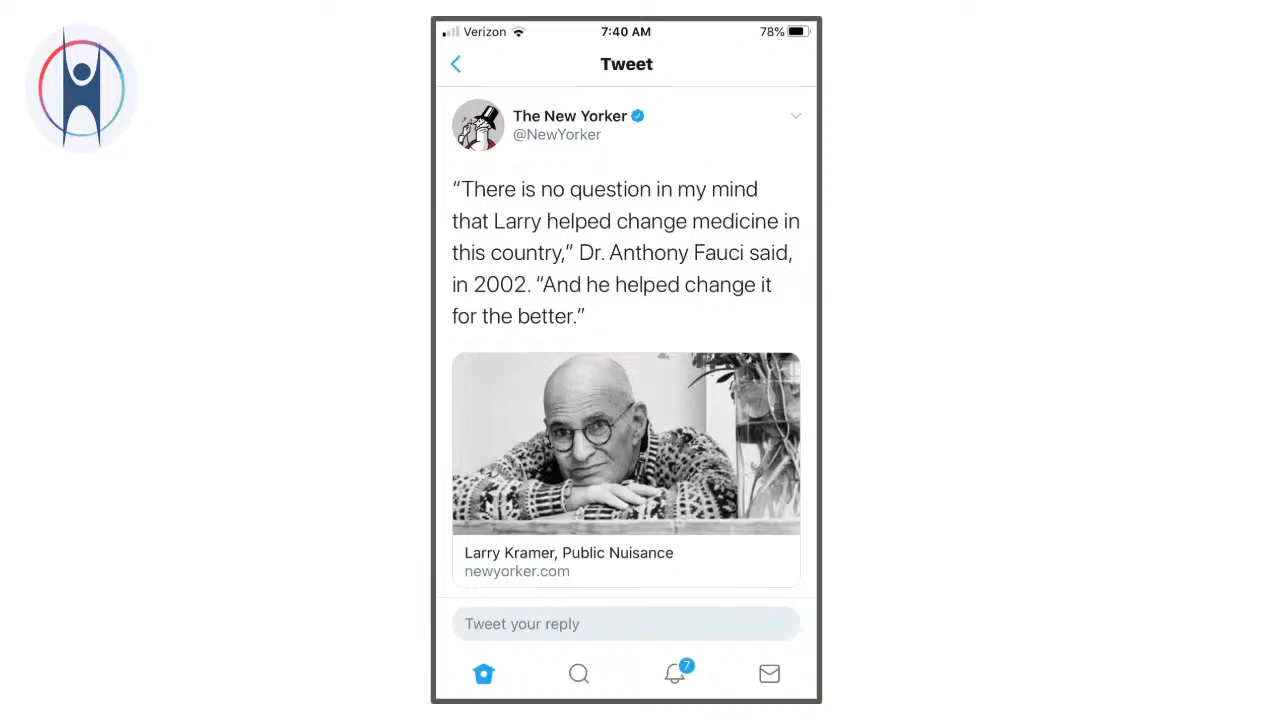 Verizon 7:40 AM 78%
Tweet
The New Yorker
@NewYorker
“There is no question in my mind
that Larry helped change medicine in
this country,” Dr. Anthony Fauci said,
in 2002. “And he helped change it
for the better.”
Larry Kramer, Public Nuisance
newyorker.com
Tweet your reply
7